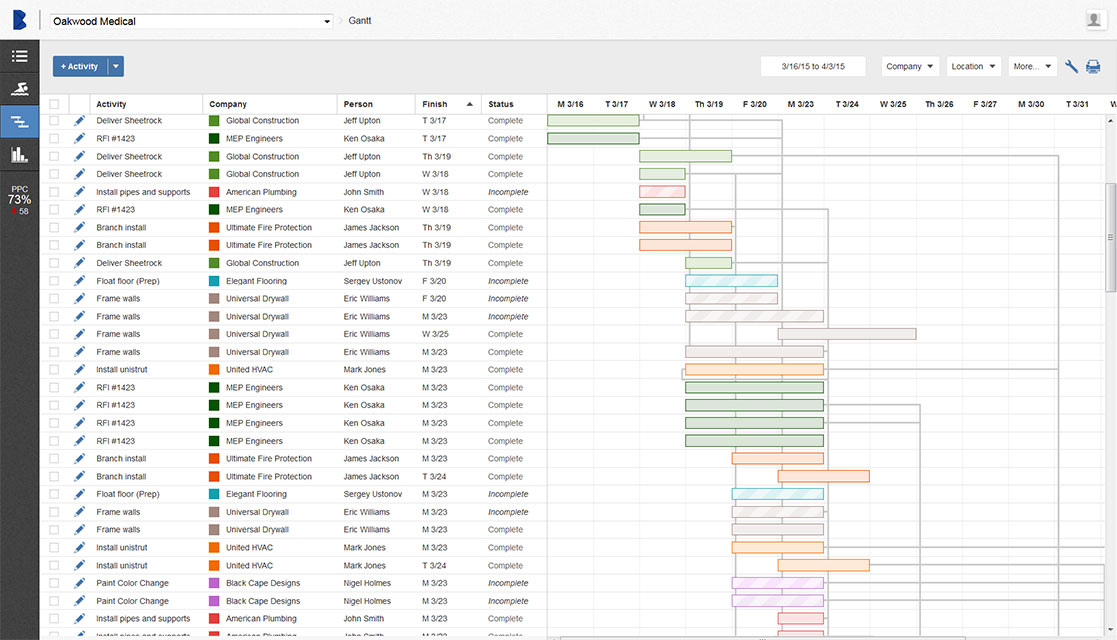 Oakwood Medical Gantt
+ Activity 3/16/15 to 4/3/15 Company Location More...
Activity Company Person Finish Status M 3/16 T 3/17 W 3/18 Th 3/19 F 3/20 M 3/23 T 3/24 W 3/25 Th 3/26 F 3/27 M 3/30 T 3/31 W
Deliver Sheetrock Global Construction Jeff Upton T 3/17 Complete
RFI #1423 MEP Engineers Ken Osaka T 3/17 Complete
Deliver Sheetrock Global Construction Jeff Upton Th 3/19 Complete
Deliver Sheetrock Global Construction Jeff Upton W 3/18 Complete
PPC
73%
58
Install pipes and supports American Plumbing John Smith W 3/18 Incomplete
RFI #1423 MEP Engineers Ken Osaka W 3/18 Complete
Branch install Ultimate Fire Protection James Jackson Th 3/19 Complete
Branch install Ultimate Fire Protection James Jackson Th 3/19 Complete
Deliver Sheetrock Global Construction Jeff Upton Th 3/19 Complete
Float floor (Prep) Elegant Flooring Sergey Ustonov F 3/20 Incomplete
Frame walls Universal Drywall Eric Williams F 3/20 Incomplete
Frame walls Universal Drywall Eric Williams M 3/23 Incomplete
Frame walls Universal Drywall Eric Williams W 3/25 Complete
Frame walls Universal Drywall Eric Williams M 3/23 Complete
Install unistrut United HVAC Mark Jones M 3/23 Complete
RFI #1423 MEP Engineers Ken Osaka M 3/23 Complete
RFI #1423 MEP Engineers Ken Osaka M 3/23 Complete
RFI #1423 MEP Engineers Ken Osaka M 3/23 Complete
RFI #1423 MEP Engineers Ken Osaka M 3/23 Complete
Branch install Ultimate Fire Protection James Jackson M 3/23 Complete
Branch install Ultimate Fire Protection James Jackson T 3/24 Complete
Float floor (Prep) Elegant Flooring Sergey Ustonov M 3/23 Incomplete
Frame walls Universal Drywall Eric Williams M 3/23 Incomplete
Frame walls Universal Drywall Eric Williams M 3/23 Complete
Install unistrut United HVAC Mark Jones M 3/23 Complete
Install unistrut United HVAC Mark Jones T 3/24 Complete
Paint Color Change Black Cape Designs Nigel Holmes M 3/23 Incomplete
Paint Color Change Black Cape Designs Nigel Holmes M 3/23 Incomplete
Install pipes and supports American Plumbing John Smith M 3/23 Complete